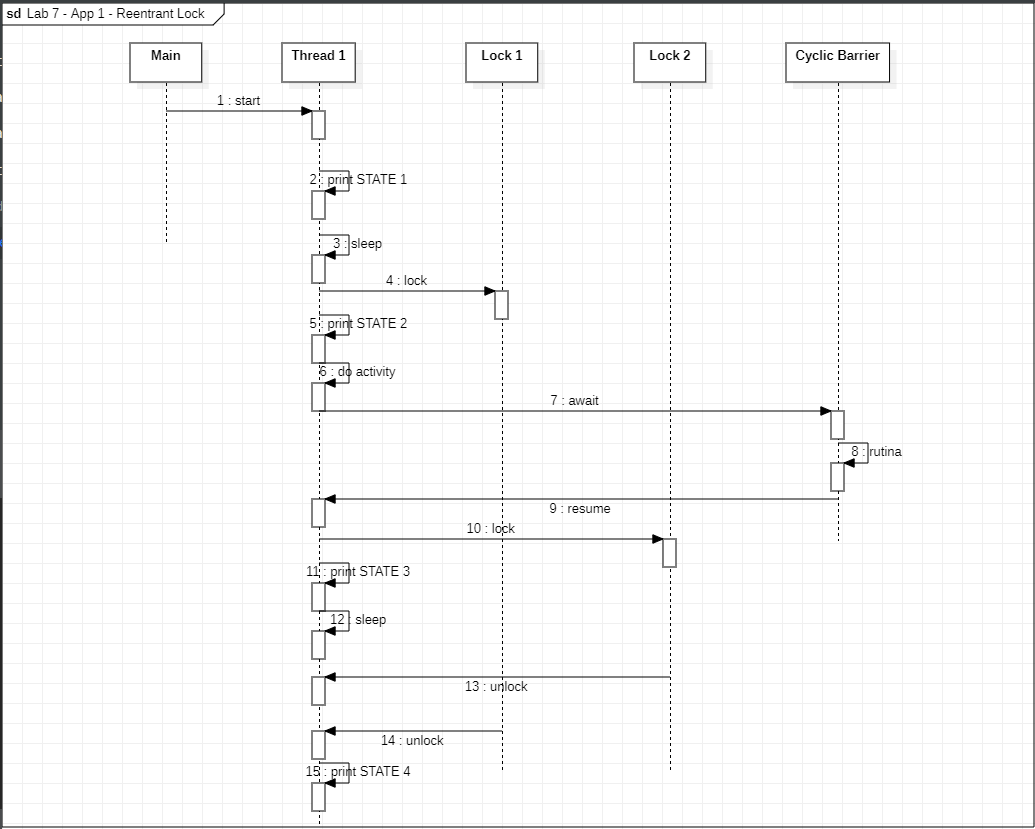 sd Lab 7 - App 1 - Reentrant Lock
Main
Thread 1
Lock 1
Lock 2
Cyclic Barrier
1 : start
2 : print STATE 1
3 : sleep
4 : lock
5 : print STATE 2
6 : do activity
7 : await
8 : rutina
9 : resume
10 : lock
11 : print STATE 3
12 : sleep
13 : unlock
14 : unlock
15 : print STATE 4